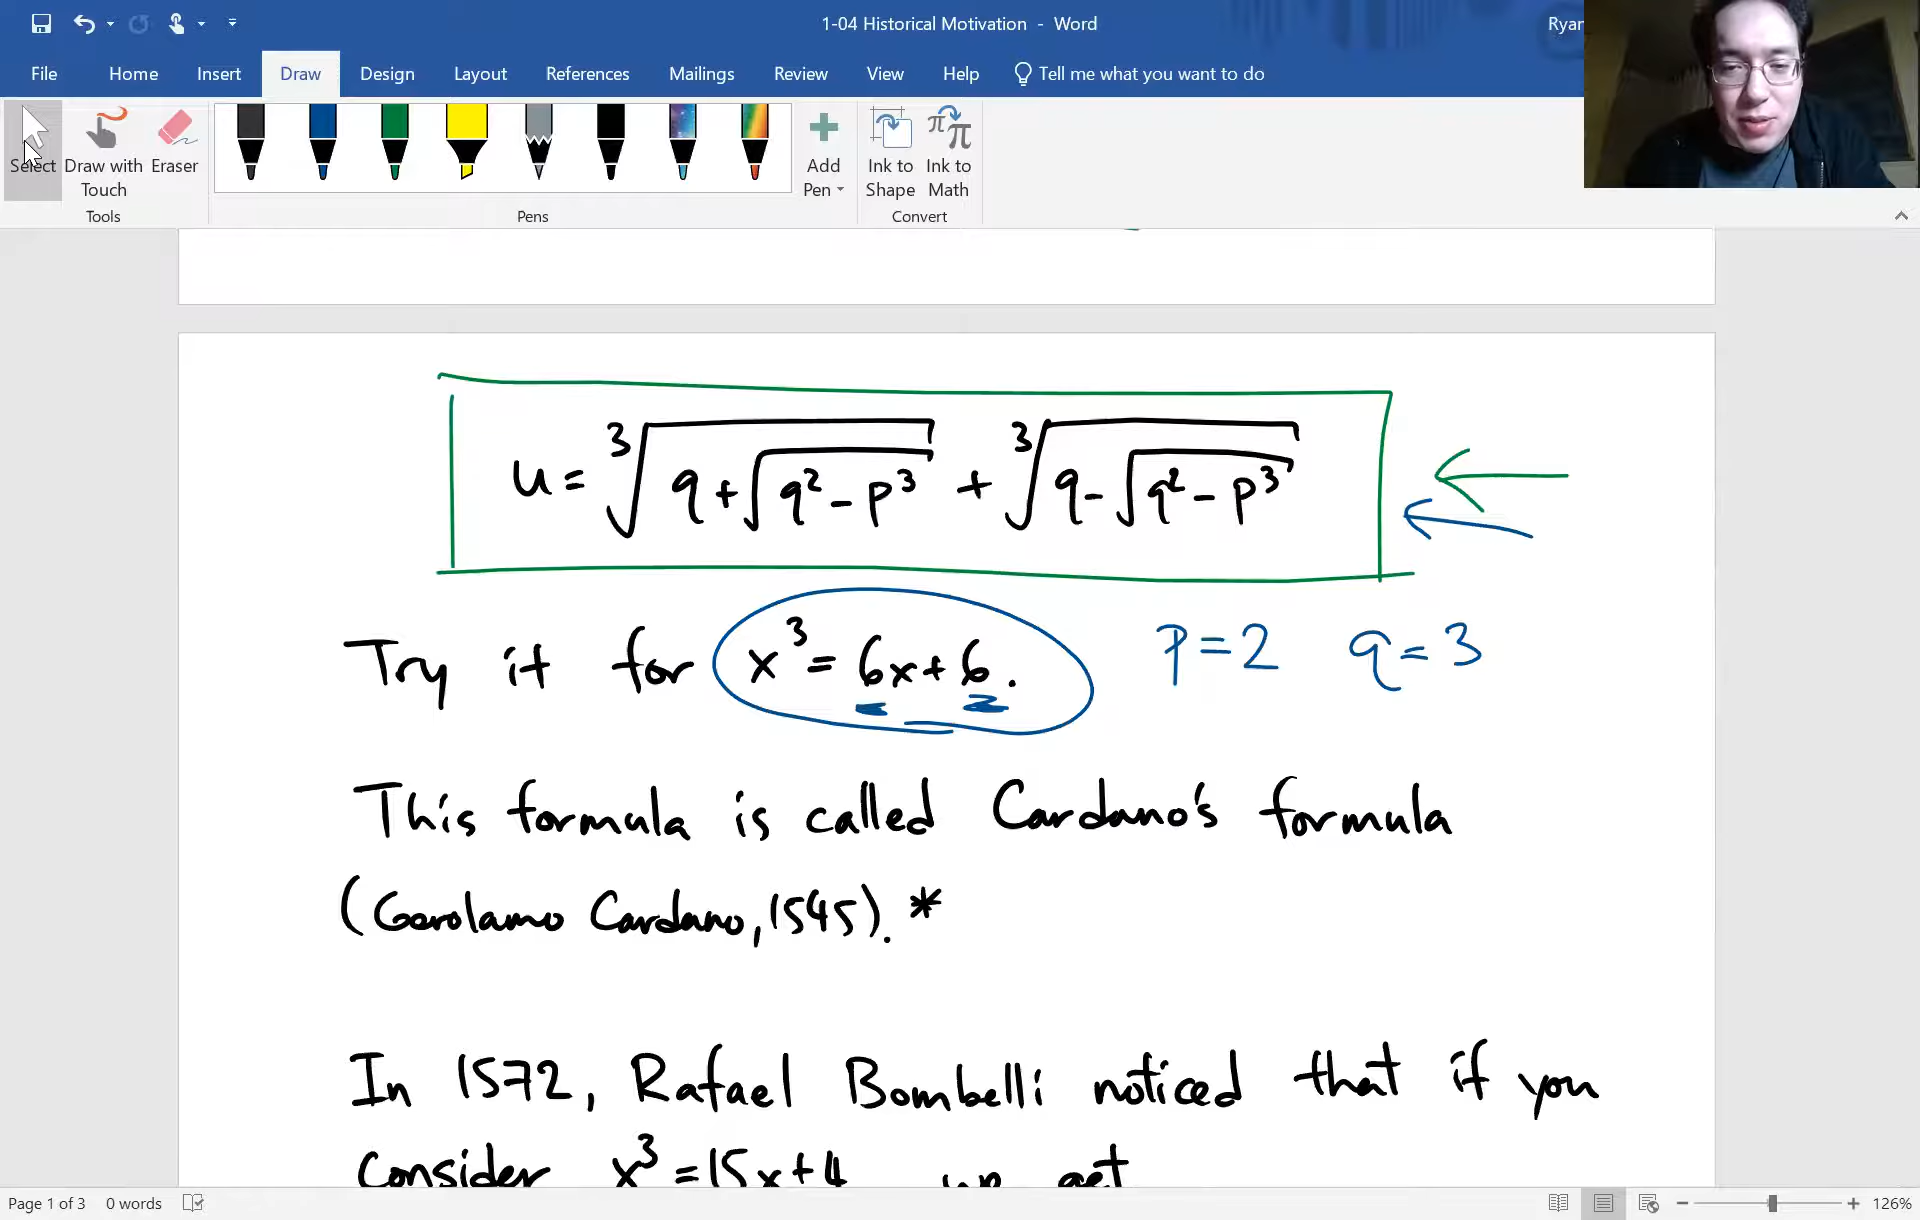 1-04 Historical Motivation - Word
Ryan
File Home Insert Draw Design Layout References Mailings Review View Help Tell me what you want to do
Select Draw with Touch Eraser Add Pen Ink to Shape Ink to Math
Tools Pens Convert
u = ∛(q+√(q²-p³)) + ∛(q-√(q²-p³))
Try it for x³ = 6x+6. p=2 q=3
This formula is called Cardano's formula
(Gerolamo Cardano, 1545). *
In 1572, Rafael Bombelli noticed that if you
consider x³ = 15x+4 we get
Page 1 of 3 0 words 126%